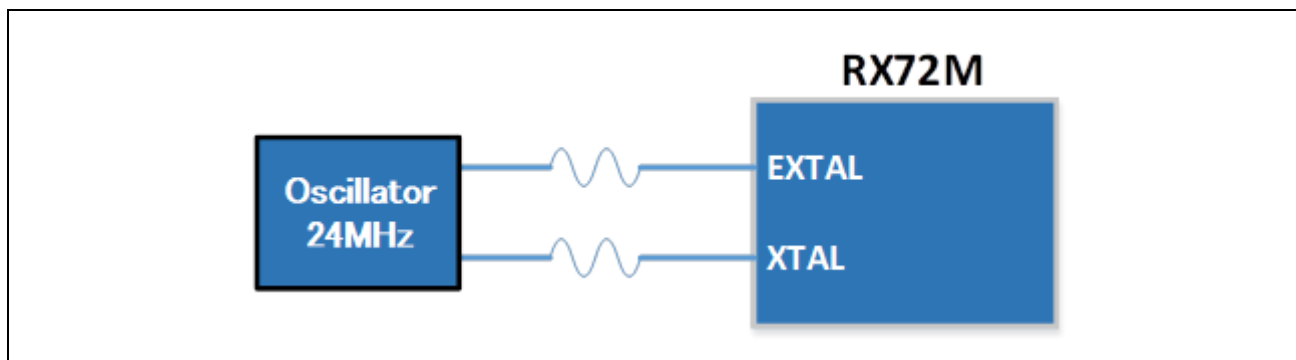 RX72M
Oscillator
24MHz
EXTAL
XTAL